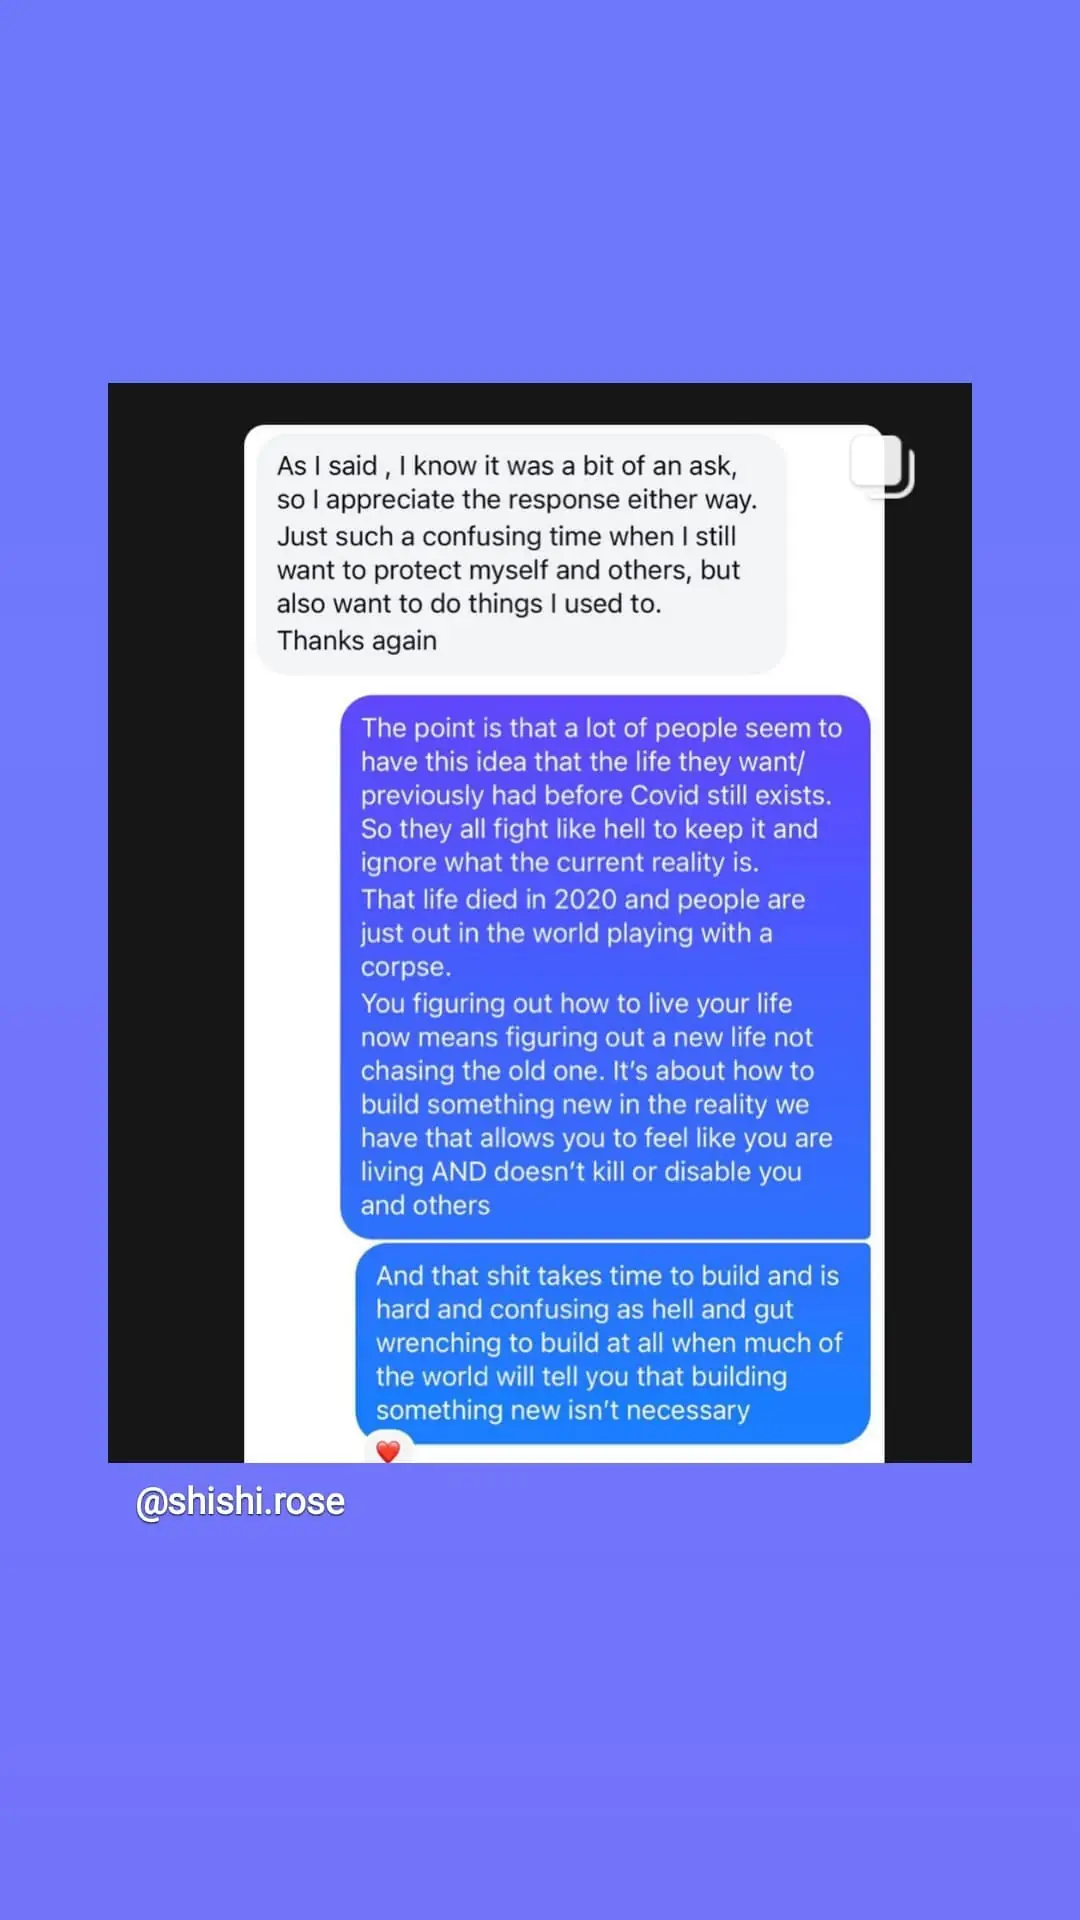 As I said , I know it was a bit of an ask,
so I appreciate the response either way.
Just such a confusing time when I still
want to protect myself and others, but
also want to do things I used to.
Thanks again
The point is that a lot of people seem to
have this idea that the life they want/
previously had before Covid still exists.
So they all fight like hell to keep it and
ignore what the current reality is.
That life died in 2020 and people are
just out in the world playing with a
corpse.
You figuring out how to live your life
now means figuring out a new life not
chasing the old one. It’s about how to
build something new in the reality we
have that allows you to feel like you are
living AND doesn’t kill or disable you
and others
And that shit takes time to build and is
hard and confusing as hell and gut
wrenching to build at all when much of
the world will tell you that building
something new isn’t necessary
@shishi.rose